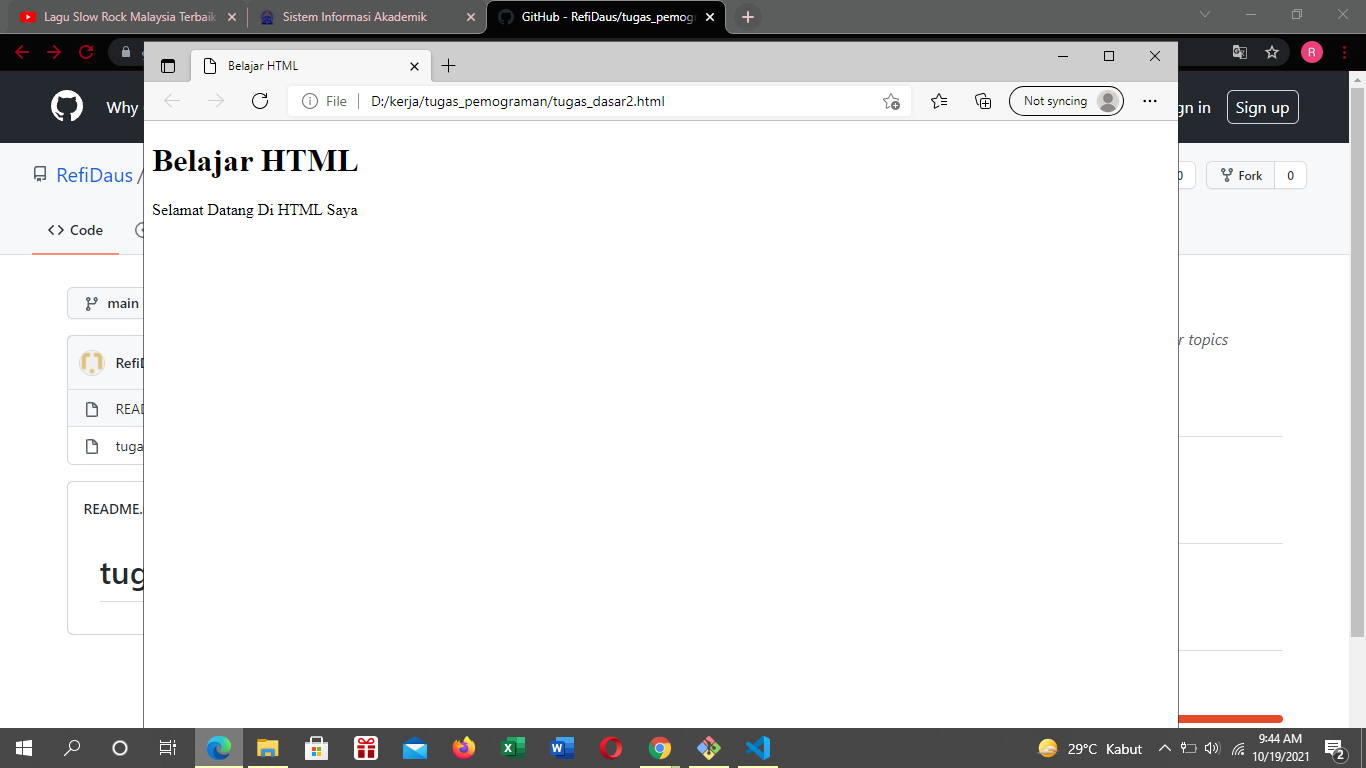 Lagu Slow Rock Malaysia Terbaik
Sistem Informasi Akademik
GitHub - RefiDaus/tugas_pemogr
R
Belajar HTML
File
D:/kerja/tugas_pemograman/tugas_dasar2.html
Not syncing
Why
gn in
Sign up
Belajar HTML
Selamat Datang Di HTML Saya
RefiDaus /
0
Fork
0
Code
main
r topics
RefiD
READ
tuga
README.
tug
29°C Kabut
9:44 AM
10/19/2021
2